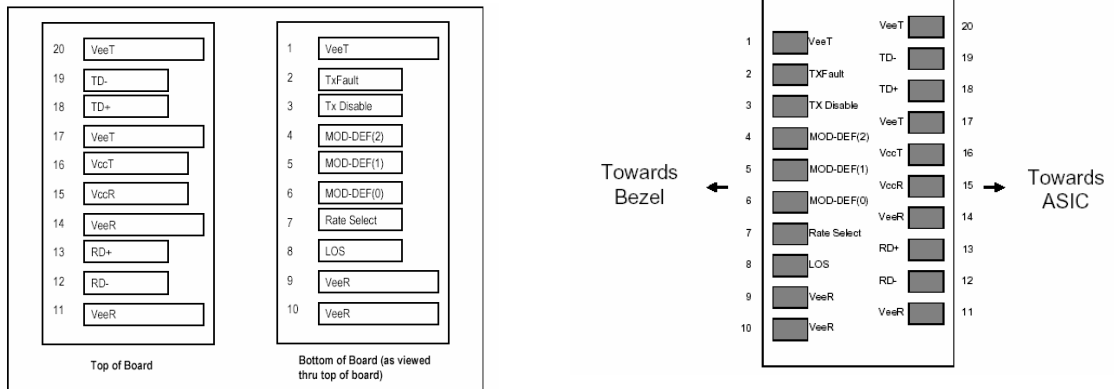 20 VeeT
19 TD-
18 TD+
17 VeeT
16 VccT
15 VccR
14 VeeR
13 RD+
12 RD-
11 VeeR
Top of Board
1 VeeT
2 TxFault
3 Tx Disable
4 MOD-DEF(2)
5 MOD-DEF(1)
6 MOD-DEF(0)
7 Rate Select
8 LOS
9 VeeR
10 VeeR
Bottom of Board (as viewed
thru top of board)
Towards
Bezel
1 VeeT
2 TXFault
3 TX Disable
4 MOD-DEF(2)
5 MOD-DEF(1)
6 MOD-DEF(0)
7 Rate Select
8 LOS
9 VeeR
10 VeeR
VeeT 20
TD- 19
TD+ 18
VeeT 17
VccT 16
VccR 15
VeeR 14
RD+ 13
RD- 12
VeeR 11
Towards
ASIC